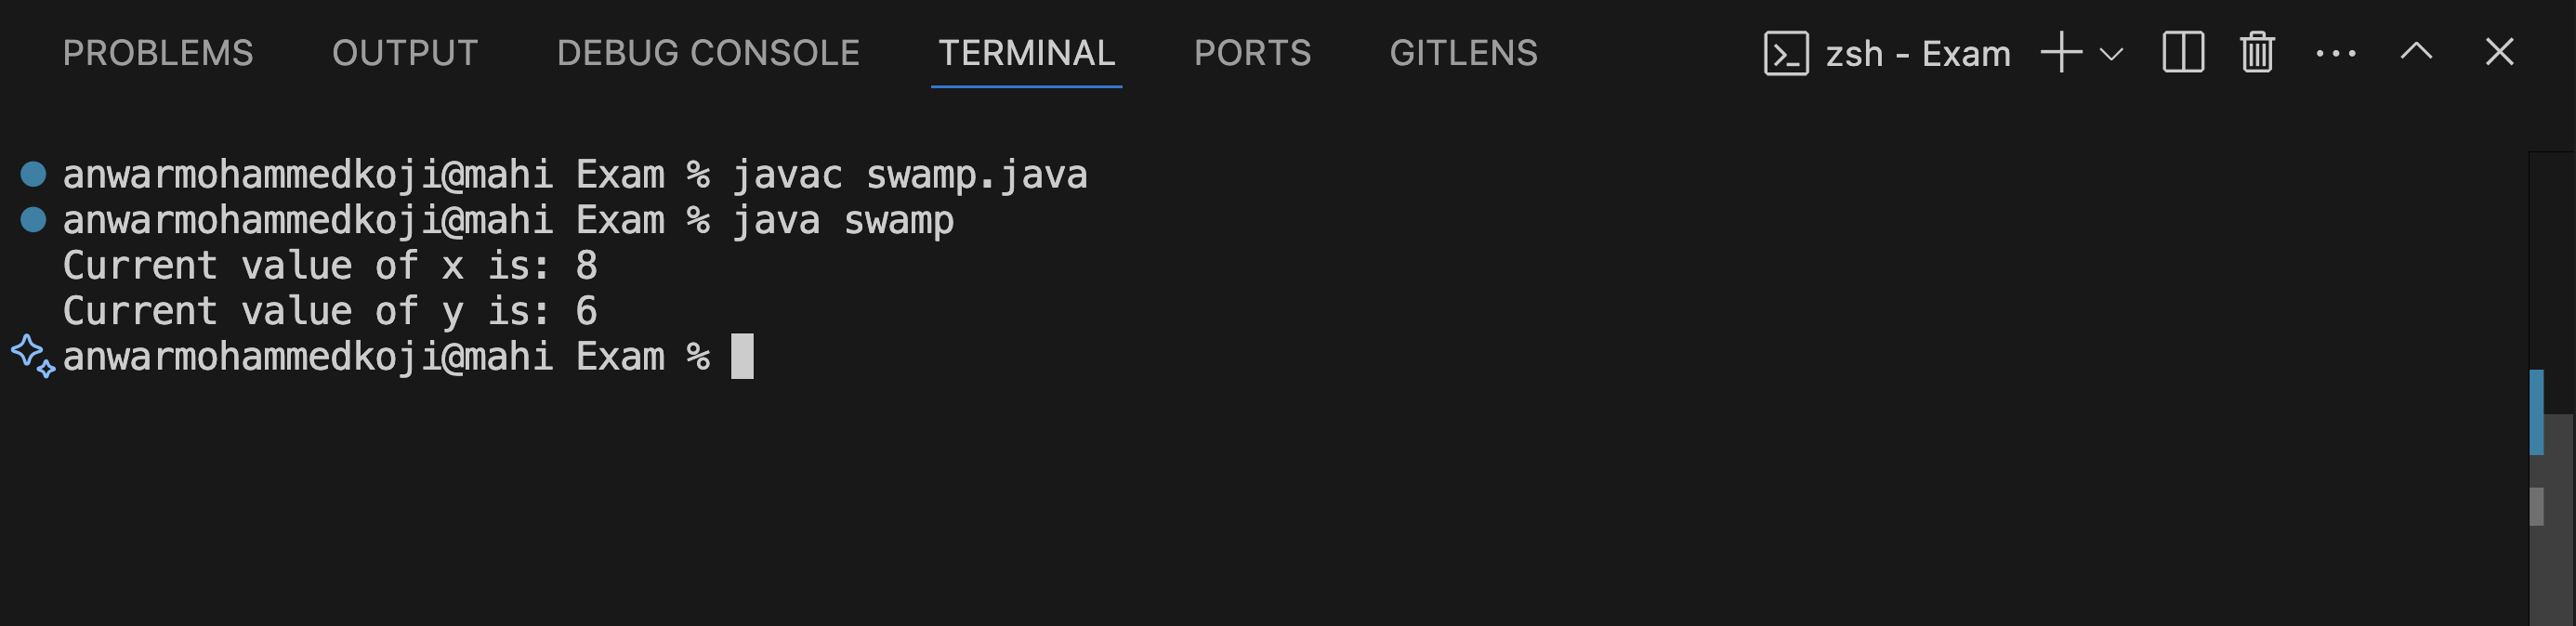 PROBLEMS OUTPUT DEBUG CONSOLE TERMINAL PORTS GITLENS zsh - Exam
anwarmohammedkoji@mahi Exam % javac swamp.java
anwarmohammedkoji@mahi Exam % java swamp
Current value of x is: 8
Current value of y is: 6
anwarmohammedkoji@mahi Exam %